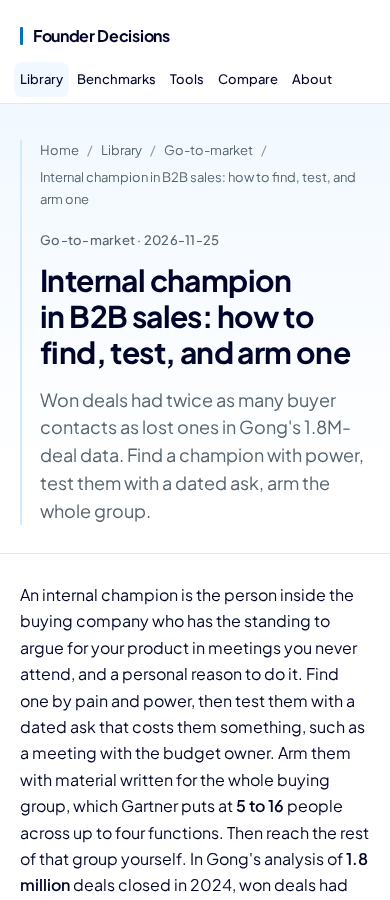 Founder Decisions
Library Benchmarks Tools Compare About
Home / Library / Go-to-market /
Internal champion in B2B sales: how to find, test, and
arm one
Go-to-market · 2026-11-25
Internal champion
in B2B sales: how to
find, test, and arm one
Won deals had twice as many buyer
contacts as lost ones in Gong's 1.8M-
deal data. Find a champion with power,
test them with a dated ask, arm the
whole group.
An internal champion is the person inside the
buying company who has the standing to
argue for your product in meetings you never
attend, and a personal reason to do it. Find
one by pain and power, then test them with a
dated ask that costs them something, such as
a meeting with the budget owner. Arm them
with material written for the whole buying
group, which Gartner puts at 5 to 16 people
across up to four functions. Then reach the rest
of that group yourself. In Gong's analysis of 1.8
million deals closed in 2024, won deals had